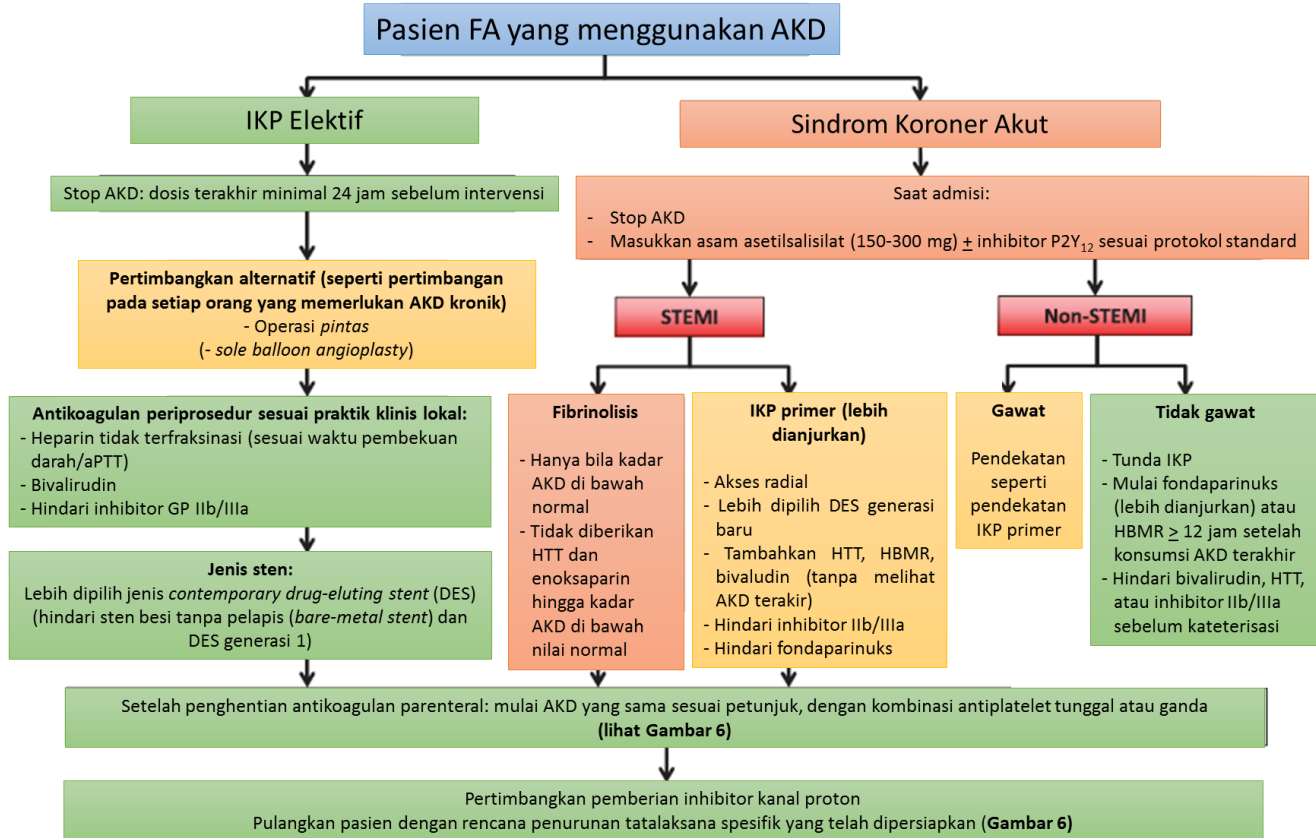 Pasien FA yang menggunakan AKD
IKP Elektif
Sindrom Koroner Akut
Stop AKD: dosis terakhir minimal 24 jam sebelum intervensi
Saat admisi:
- Stop AKD
- Masukkan asam asetilsalisilat (150-300 mg) + inhibitor P2Y12 sesuai protokol standard
Pertimbangkan alternatif (seperti pertimbangan
pada setiap orang yang memerlukan AKD kronik)
- Operasi pintas
(- sole balloon angioplasty)
STEMI
Non-STEMI
Antikoagulan periprosedur sesuai praktik klinis lokal:
- Heparin tidak terfraksinasi (sesuai waktu pembekuan
darah/aPTT)
- Bivalirudin
- Hindari inhibitor GP IIb/IIIa
Fibrinolisis
- Hanya bila kadar
AKD di bawah
normal
- Tidak diberikan
HTT dan
enoksaparin
hingga kadar
AKD di bawah
nilai normal
IKP primer (lebih
dianjurkan)
- Akses radial
- Lebih dipilih DES generasi
baru
- Tambahkan HTT, HBMR,
bivaludin (tanpa melihat
AKD terakir)
- Hindari inhibitor IIb/IIIa
- Hindari fondaparinuks
Gawat
Pendekatan
seperti
pendekatan
IKP primer
Tidak gawat
- Tunda IKP
- Mulai fondaparinuks
(lebih dianjurkan) atau
HBMR > 12 jam setelah
konsumsi AKD terakhir
- Hindari bivalirudin, HTT,
atau inhibitor IIb/IIIa
sebelum kateterisasi
Jenis sten:
Lebih dipilih jenis contemporary drug-eluting stent (DES)
(hindari sten besi tanpa pelapis (bare-metal stent) dan
DES generasi 1)
Setelah penghentian antikoagulan parenteral: mulai AKD yang sama sesuai petunjuk, dengan kombinasi antiplatelet tunggal atau ganda
(lihat Gambar 6)
Pertimbangkan pemberian inhibitor kanal proton
Pulangkan pasien dengan rencana penurunan tatalaksana spesifik yang telah dipersiapkan (Gambar 6)